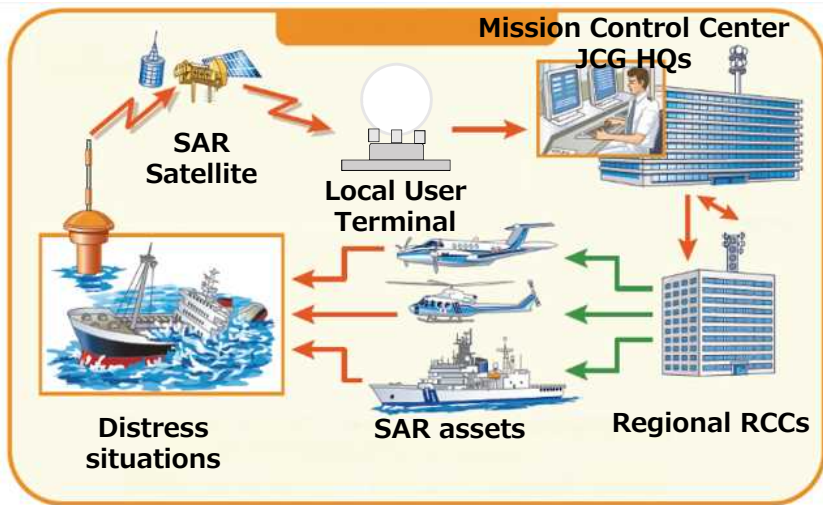 Mission Control Center
JCG HQs
SAR
Satellite
Local User
Terminal
Distress
situations
SAR assets
Regional RCCs